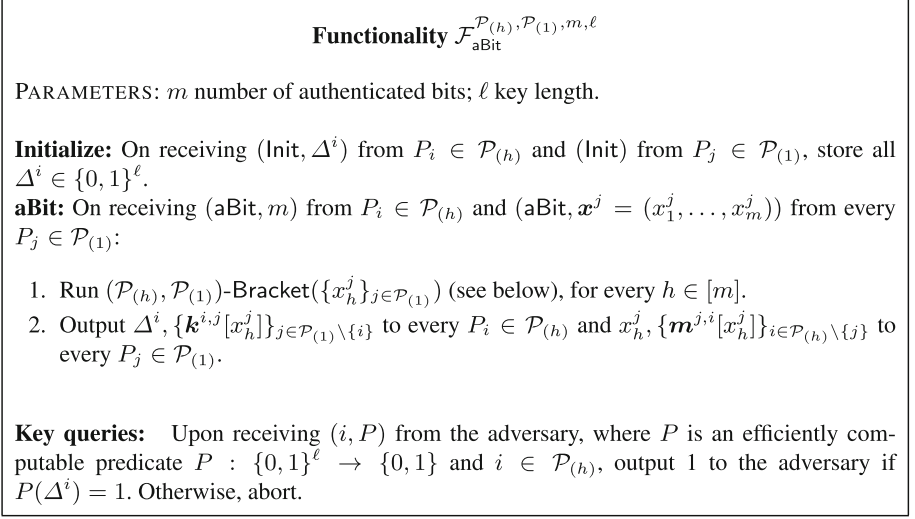 Functionality $\mathcal{F}_{\mathsf{aBit}}^{\mathcal{P}_{(h)},\mathcal{P}_{(1)},m,\ell}$
PARAMETERS: $m$ number of authenticated bits; $\ell$ key length.
Initialize: On receiving $(\mathsf{Init}, \Delta^i)$ from $P_i \in \mathcal{P}_{(h)}$ and $(\mathsf{Init})$ from $P_j \in \mathcal{P}_{(1)}$, store all
$\Delta^i \in \{0,1\}^\ell$.
aBit: On receiving $(\mathsf{aBit}, m)$ from $P_i \in \mathcal{P}_{(h)}$ and $(\mathsf{aBit}, \boldsymbol{x}^j = (x_1^j, \ldots, x_m^j))$ from every
$P_j \in \mathcal{P}_{(1)}$:
1. Run $(\mathcal{P}_{(h)}, \mathcal{P}_{(1)})$-$\mathsf{Bracket}(\{x_h^j\}_{j \in \mathcal{P}_{(1)}})$ (see below), for every $h \in [m]$.
2. Output $\Delta^i, \{\boldsymbol{k}^{i,j}[x_h^j]\}_{j \in \mathcal{P}_{(1)} \setminus \{i\}}$ to every $P_i \in \mathcal{P}_{(h)}$ and $x_h^j, \{\boldsymbol{m}^{j,i}[x_h^j]\}_{i \in \mathcal{P}_{(h)} \setminus \{j\}}$ to
every $P_j \in \mathcal{P}_{(1)}$.
Key queries: Upon receiving $(i, P)$ from the adversary, where $P$ is an efficiently com-
putable predicate $P : \{0,1\}^\ell \to \{0,1\}$ and $i \in \mathcal{P}_{(h)}$, output 1 to the adversary if
$P(\Delta^i) = 1$. Otherwise, abort.